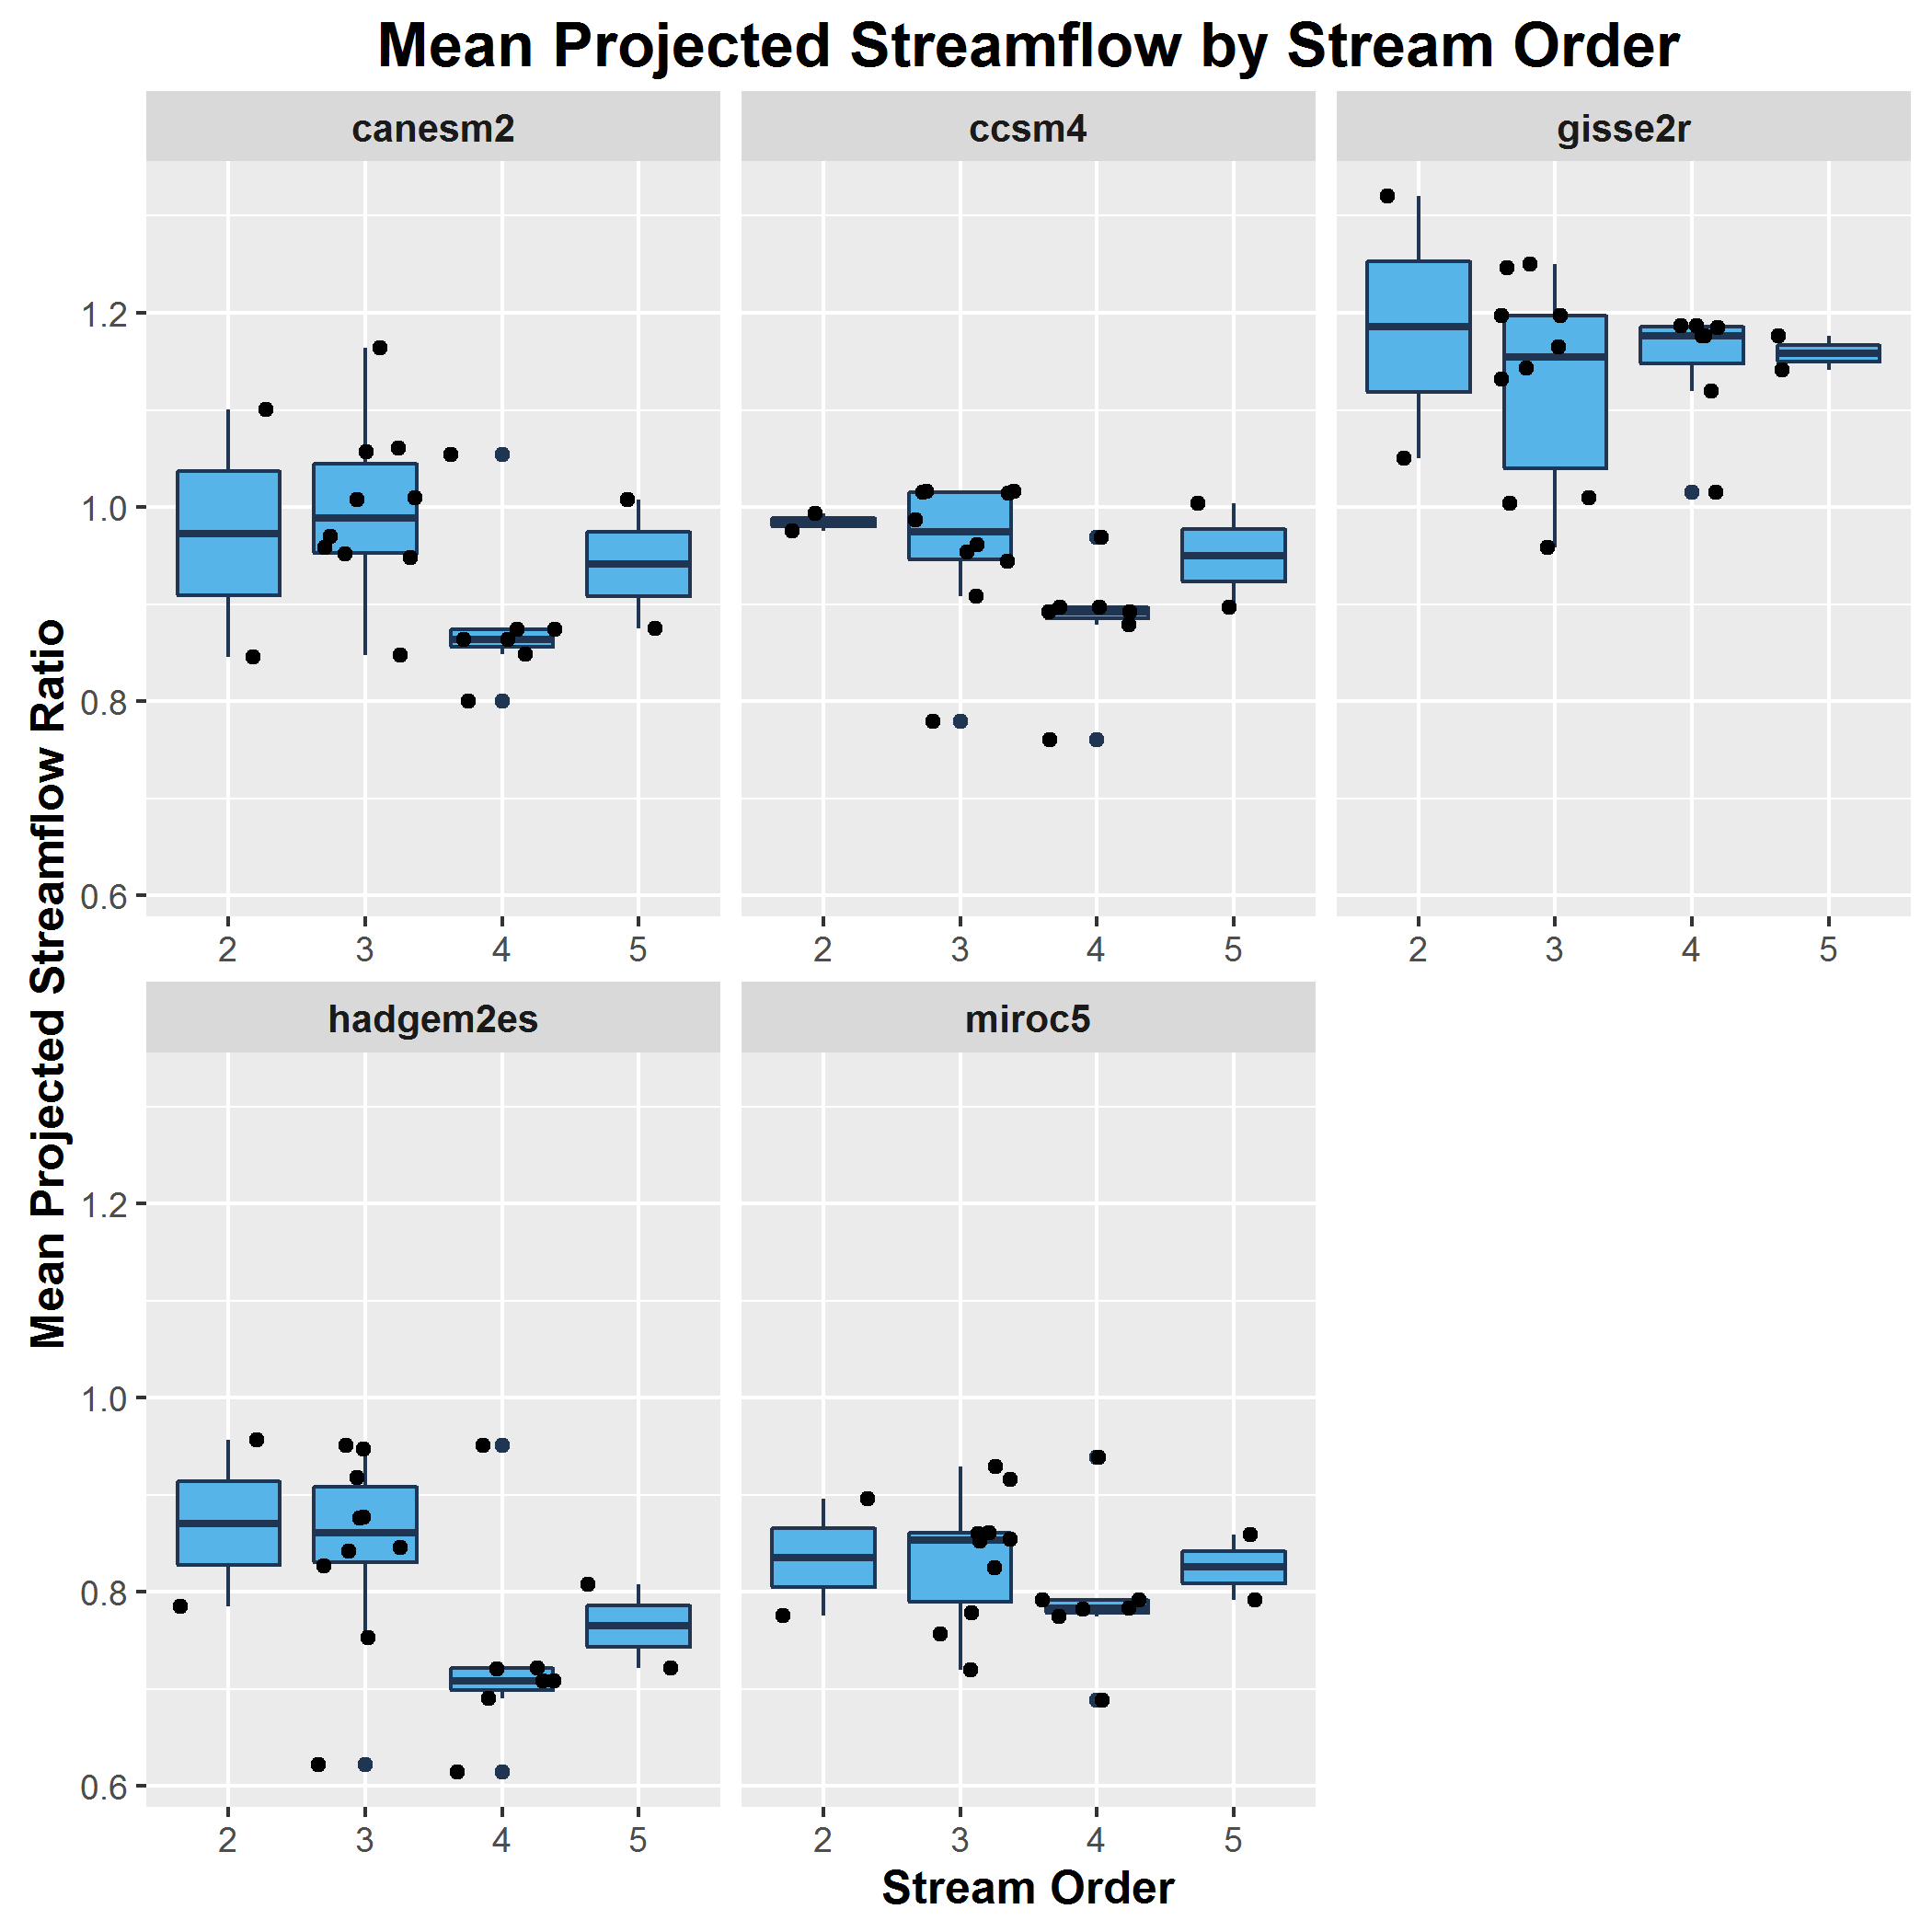 Mean Projected Streamflow by Stream Order
canesm2 ccsm4 gisse2r
Mean Projected Streamflow Ratio
1.2
1.0
0.8
0.6
2 3 4 5 2 3 4 5 2 3 4 5
hadgem2es miroc5
1.2
1.0
0.8
0.6
2 3 4 5 2 3 4 5
Stream Order